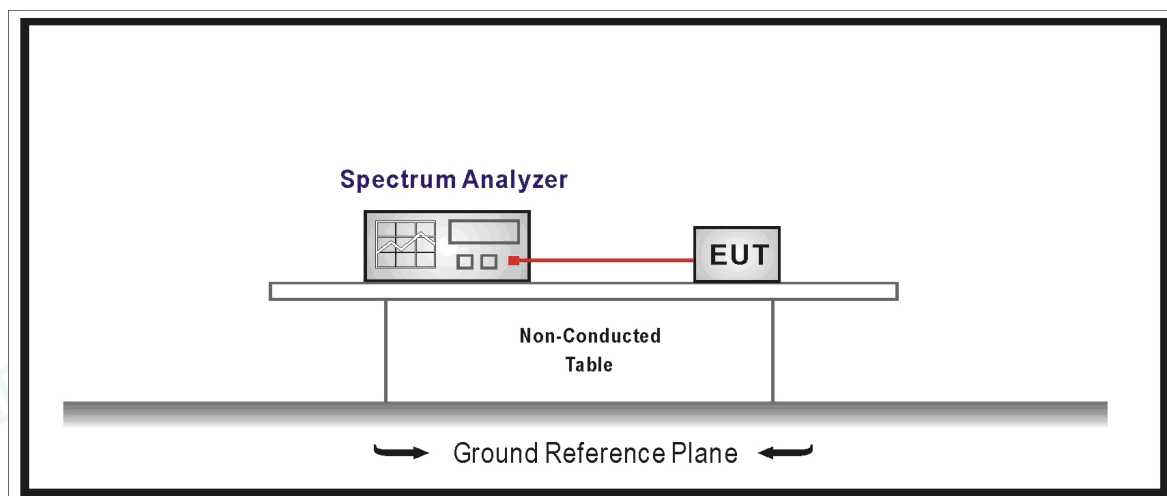 Spectrum Analyzer
EUT
Non-Conducted
Table
Ground Reference Plane